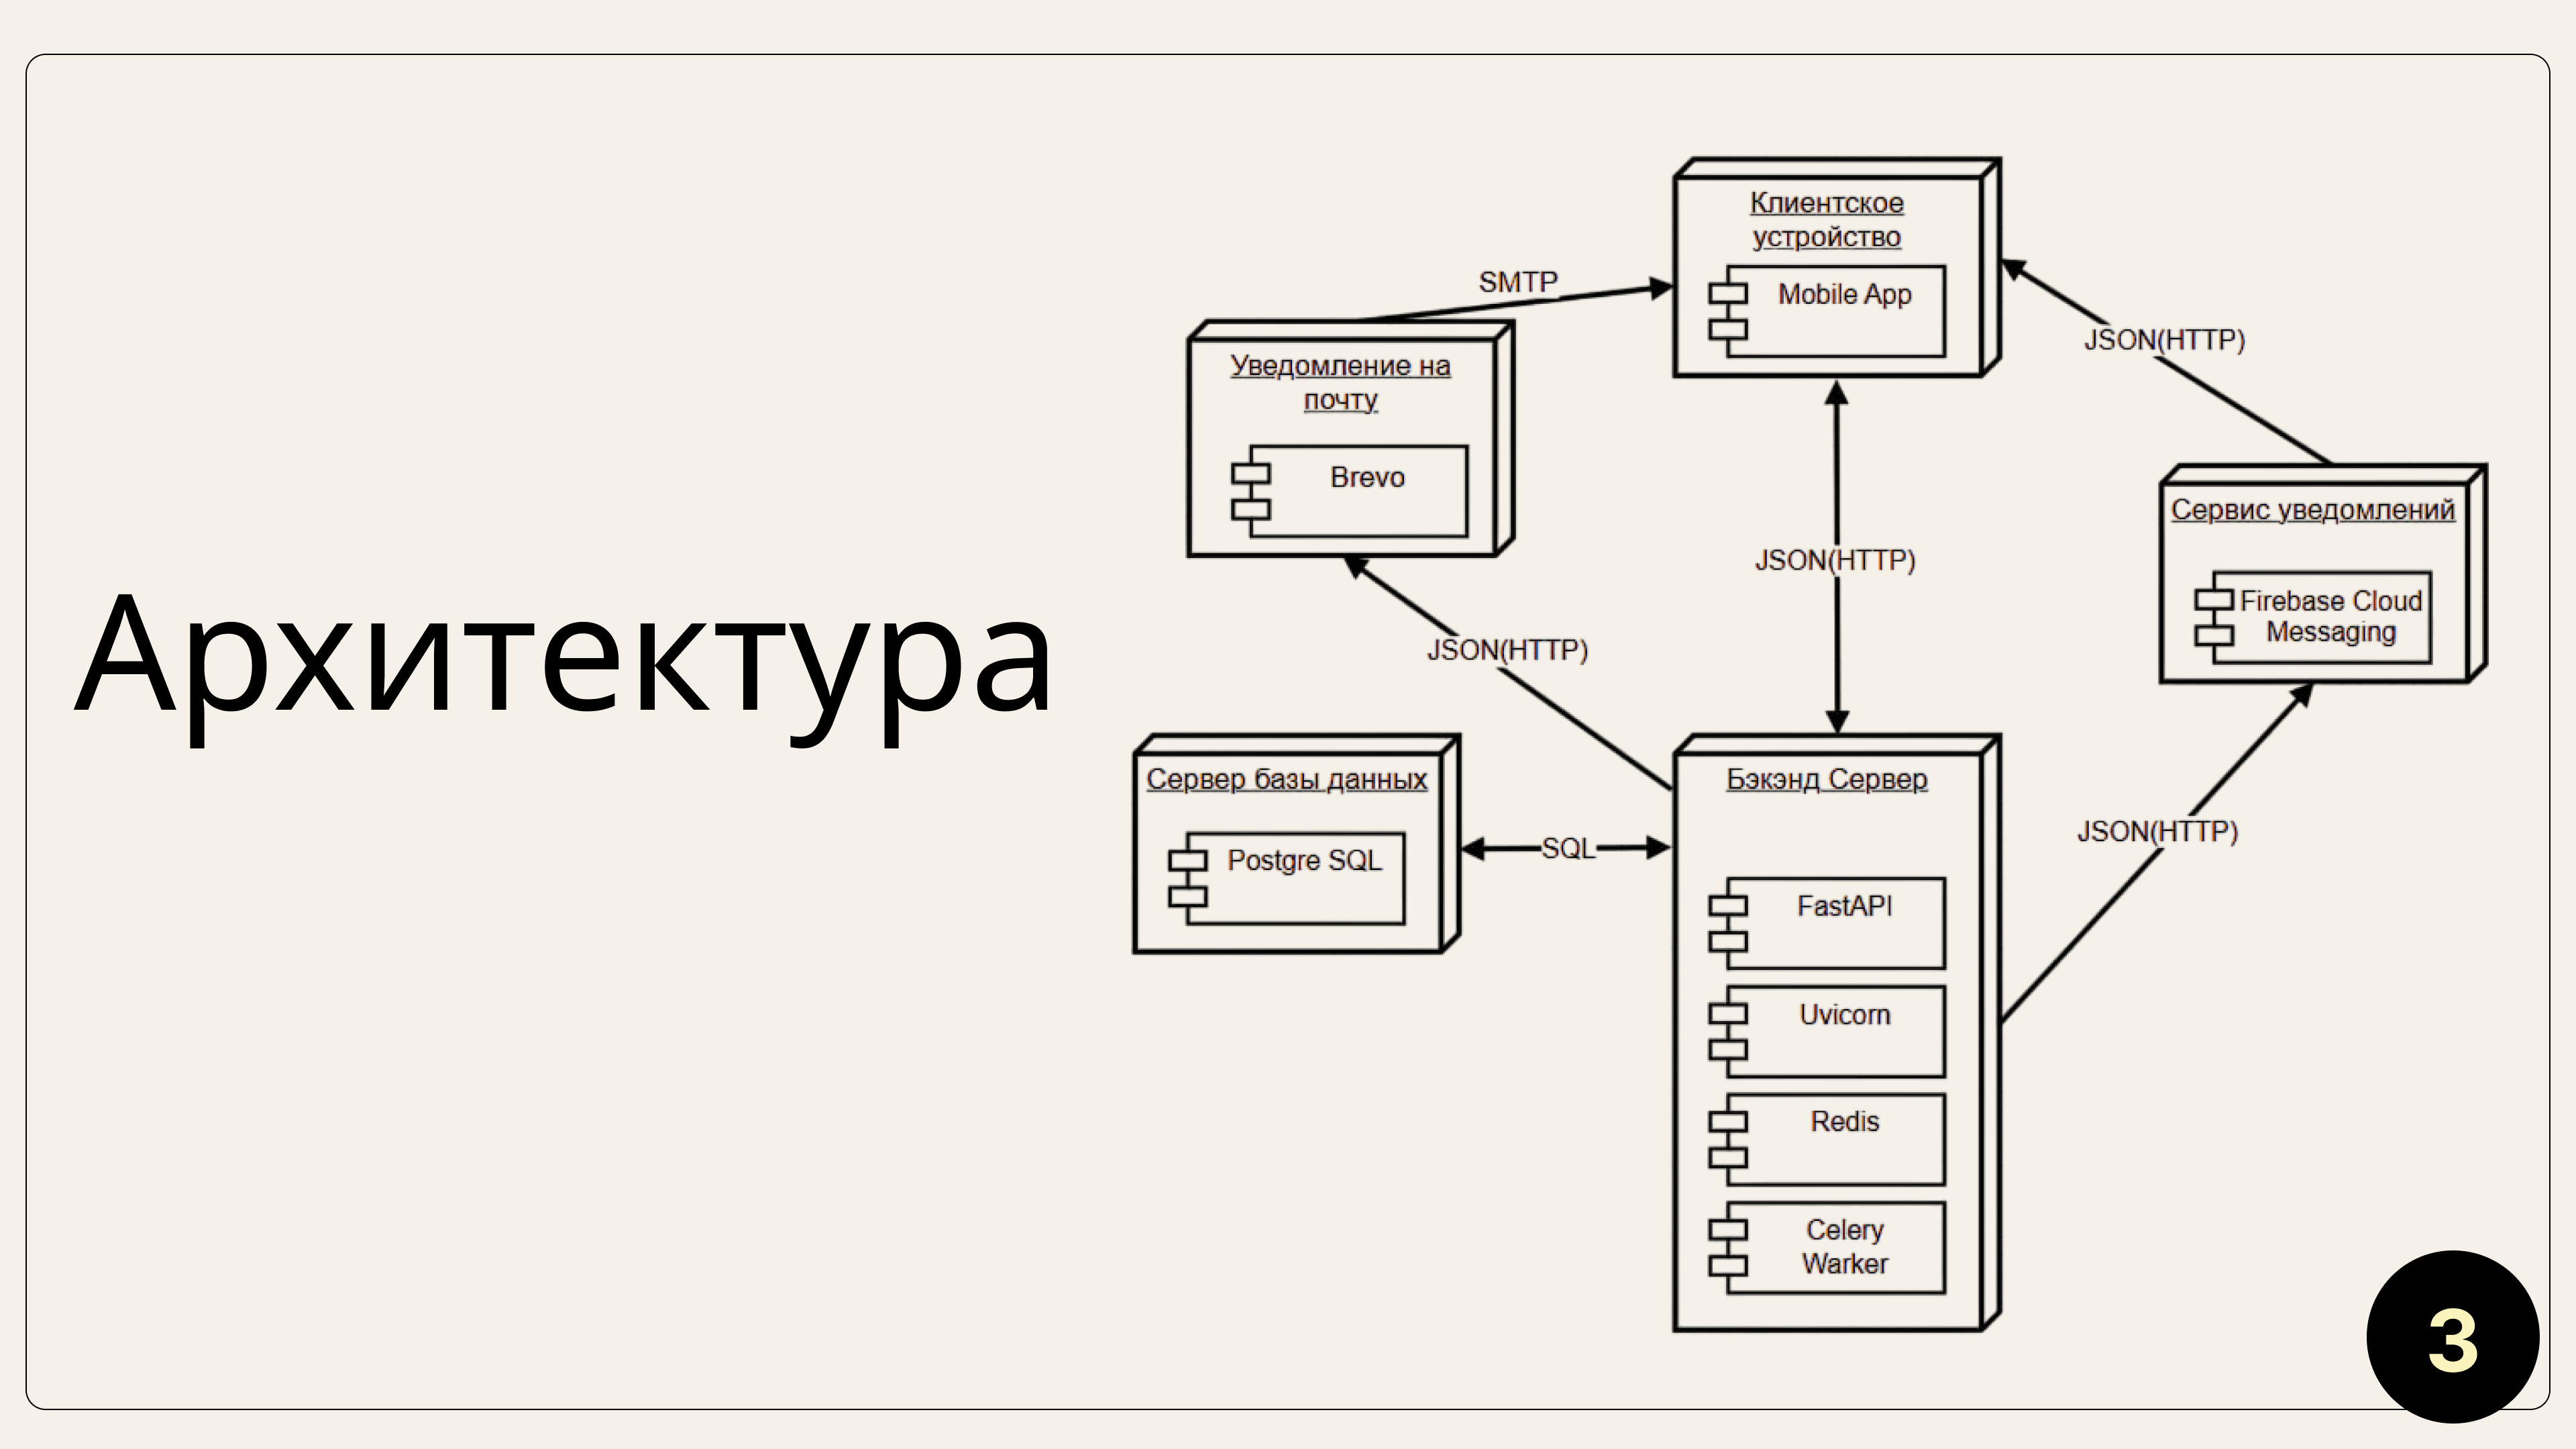 Архитектура
Клиентское
устройство
Mobile App
SMTP
JSON(HTTP)
Уведомление на
почту
Brevo
Сервис уведомлений
Firebase Cloud
Messaging
JSON(HTTP)
JSON(HTTP)
Сервер базы данных
Postgre SQL
SQL
Бэкэнд Сервер
FastAPI
Uvicorn
Redis
Celery
Warker
JSON(HTTP)
3